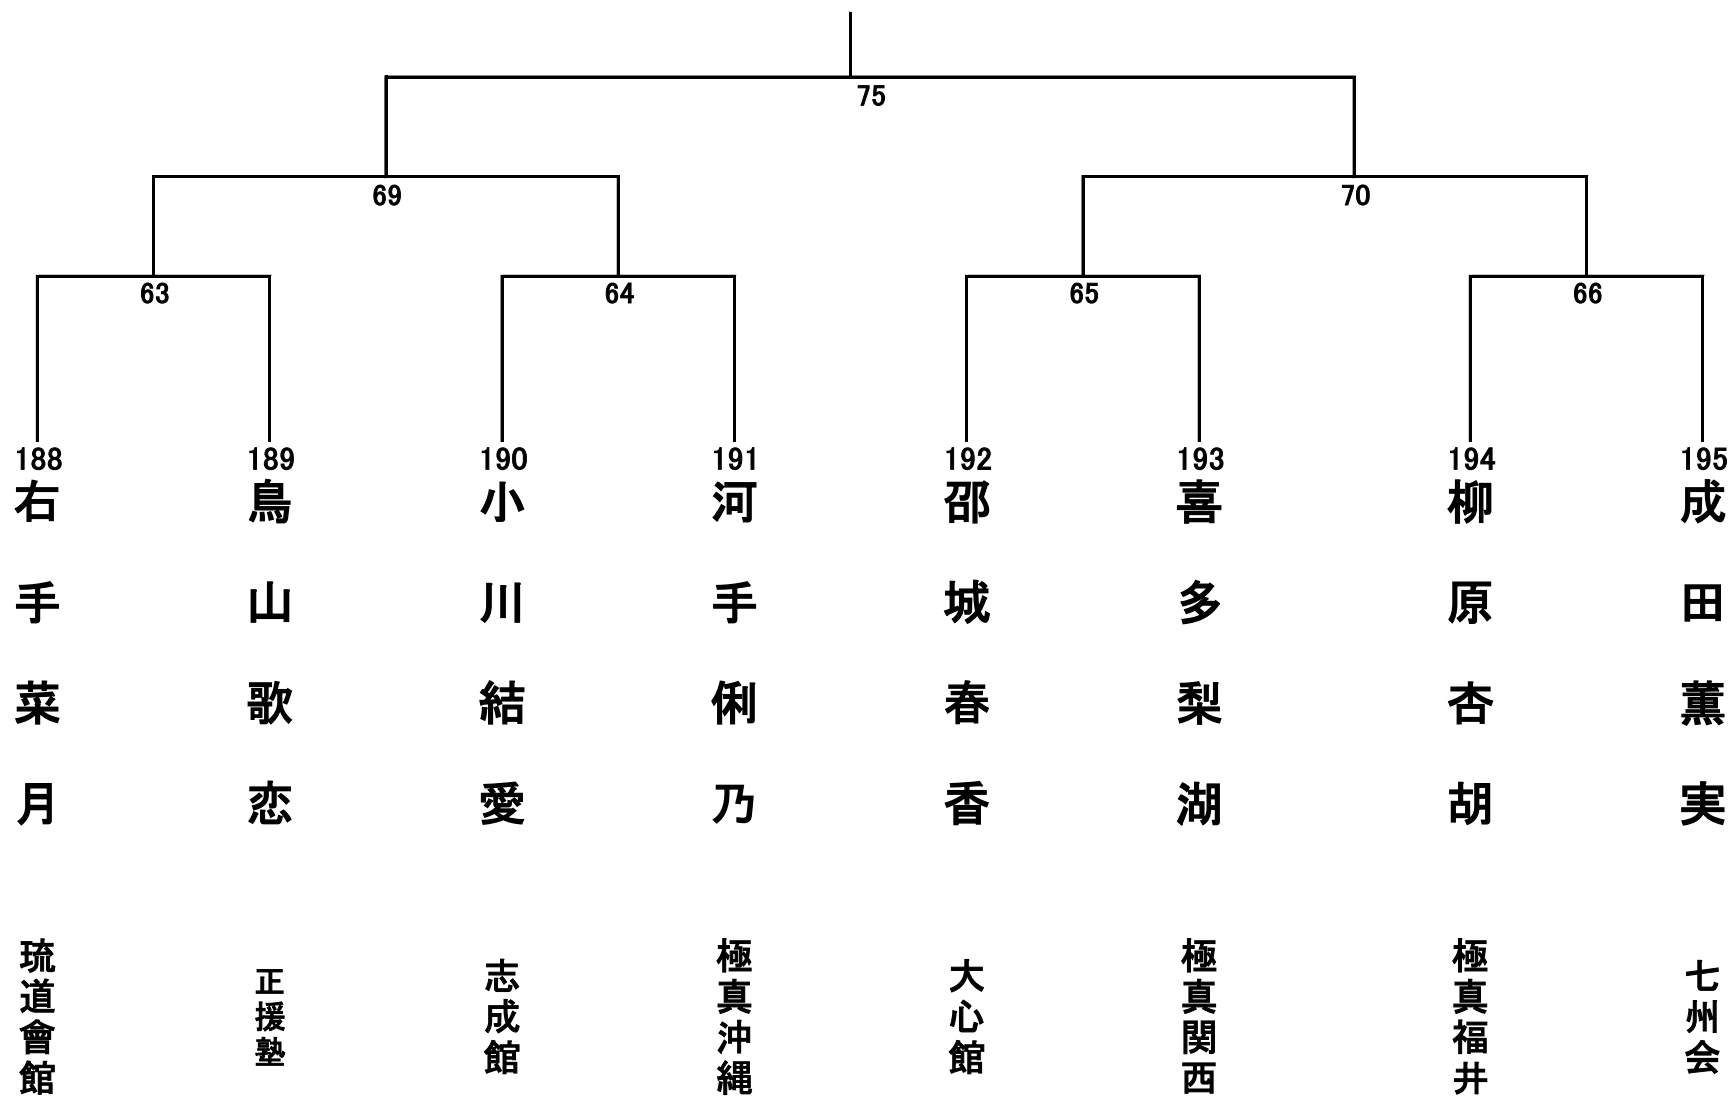 75
69
70
63
64
65
66
188
右手菜月
琉道會館
189
鳥山歌恋
正援塾
190
小川結愛
志成館
191
河手俐乃
極真沖縄
192
邵城春香
大心館
193
喜多梨湖
極真関西
194
柳原杏胡
極真福井
195
成田薫実
七州会